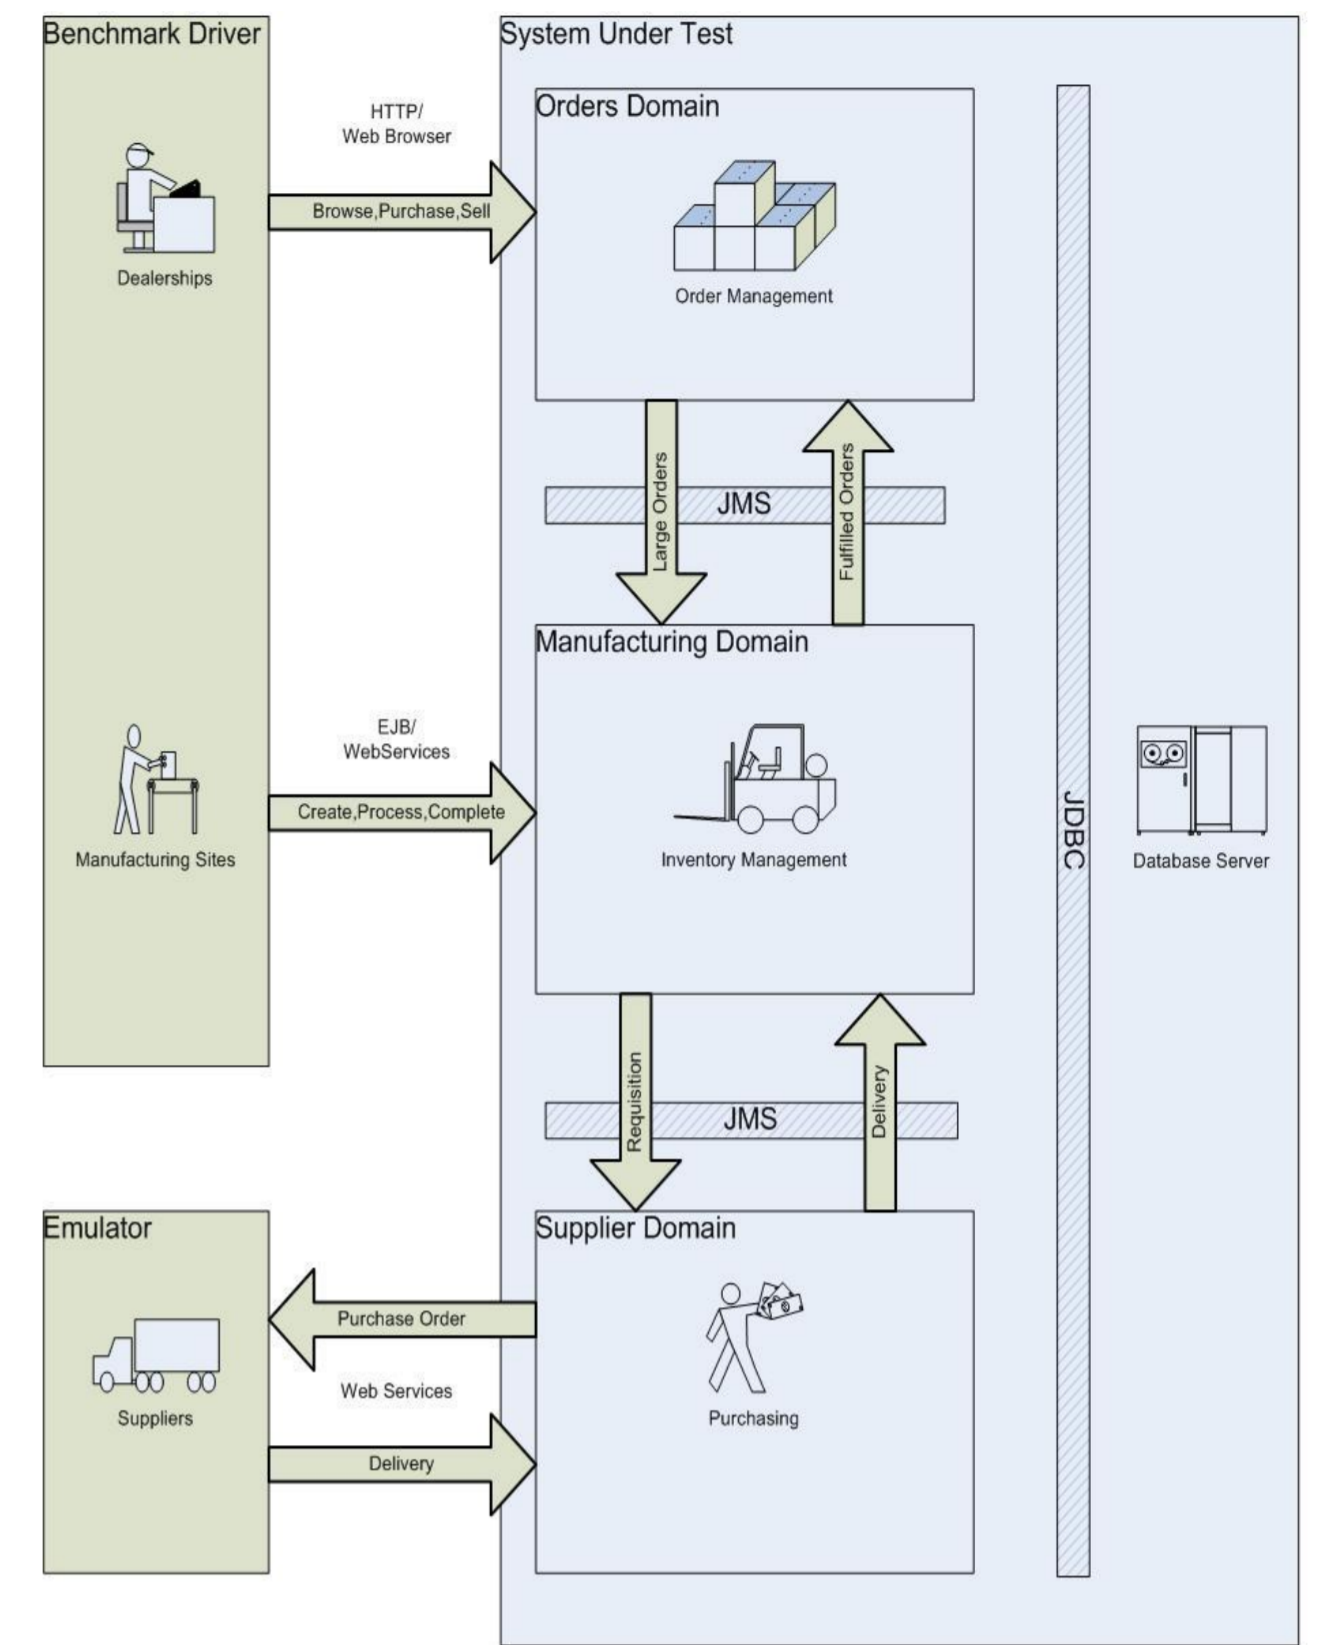 Benchmark Driver
System Under Test
Orders Domain
HTTP/
Web Browser
Browse,Purchase,Sell
Dealerships
Order Management
Large Orders
JMS
Fulfilled Orders
Manufacturing Domain
EJB/
WebServices
Create,Process,Complete
Manufacturing Sites
Inventory Management
JDBC
Database Server
Requisition
JMS
Delivery
Emulator
Supplier Domain
Purchase Order
Web Services
Suppliers
Purchasing
Delivery